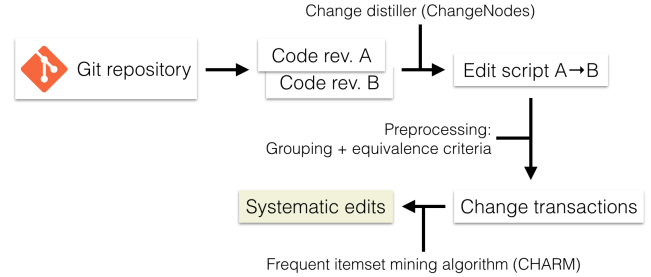 Change distiller (ChangeNodes)
Git repository
Code rev. A
Code rev. B
Edit script A→B
Preprocessing:
Grouping + equivalence criteria
Systematic edits
Change transactions
Frequent itemset mining algorithm (CHARM)